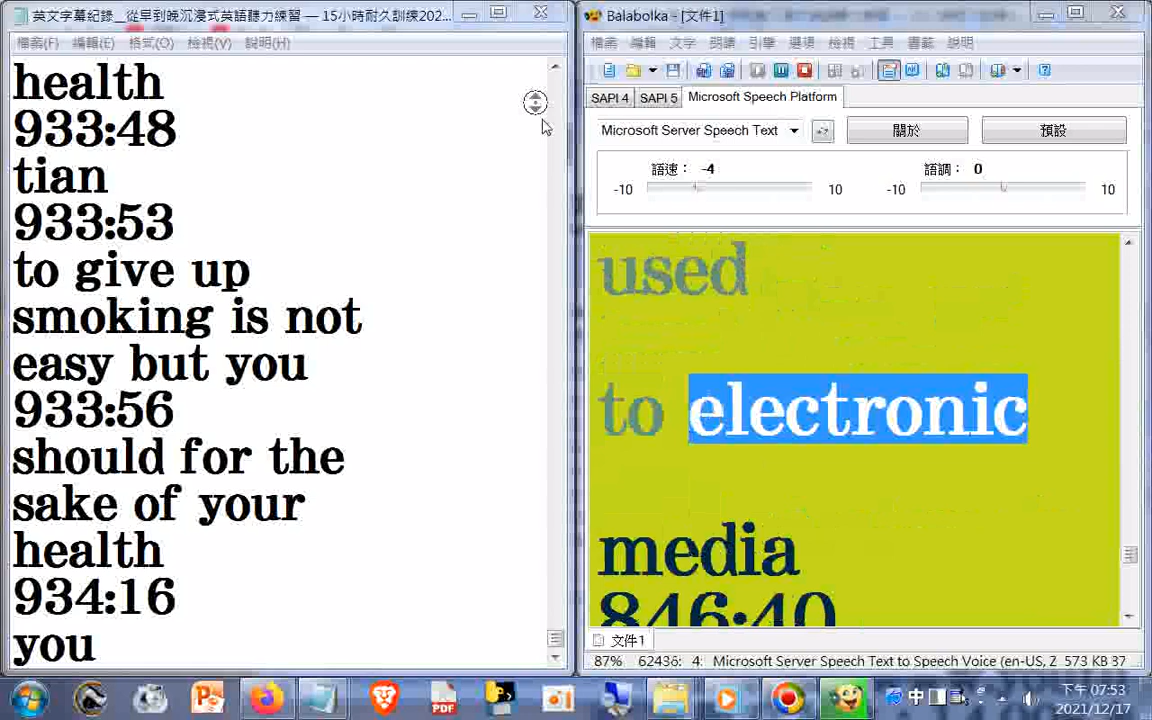 英文字幕紀錄__從早到晚沉浸式英語聽力練習 — 15小時耐久訓練202...
檔案(F) 編輯(E) 格式(O) 檢視(V) 說明(H)
health
933:48
tian
933:53
to give up
smoking is not
easy but you
933:56
should for the
sake of your
health
934:16
you
Balabolka - [文件1]
檔案 編輯 文字 朗讀 引擎 選項 檢視 工具 書籤 說明
SAPI 4 SAPI 5 Microsoft Speech Platform
Microsoft Server Speech Text 關於 預設
語速： -4 語調： 0
-10 10 -10 10
used
to electronic
media
846:40
文件1
87% 62436: 4: Microsoft Server Speech Text to Speech Voice (en-US, 2 573 KB 37
PDF 中 下午 07:53
2021/12/17